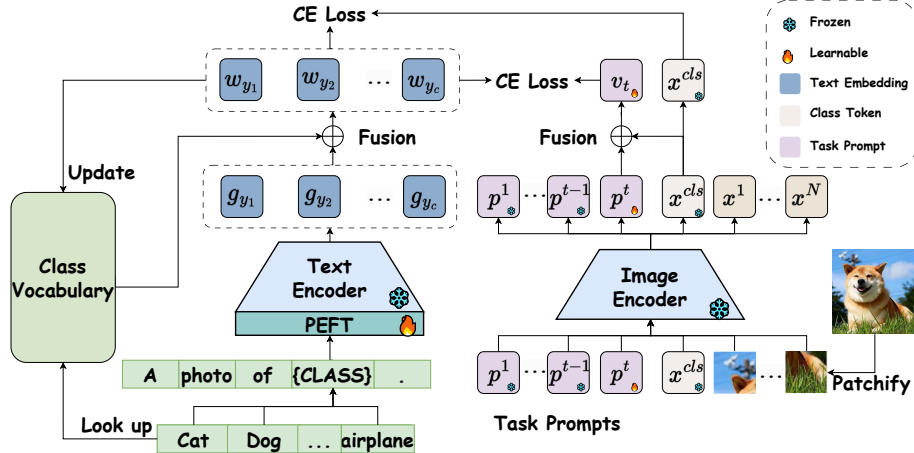 CE Loss
Frozen
Learnable
Text Embedding
Class Token
Task Prompt
w_{y_1} w_{y_2} ... w_{y_c}
CE Loss
v_t x^{cls}
Fusion
Fusion
Update
g_{y_1} g_{y_2} ... g_{y_c}
p^1 ... p^{t-1} p^t x^{cls} x^1 ... x^N
Class
Vocabulary
Text
Encoder
PEFT
Image
Encoder
A photo of {CLASS} .
p^1 ... p^{t-1} p^t x^{cls} ...
Patchify
Look up
Cat Dog ... airplane
Task Prompts